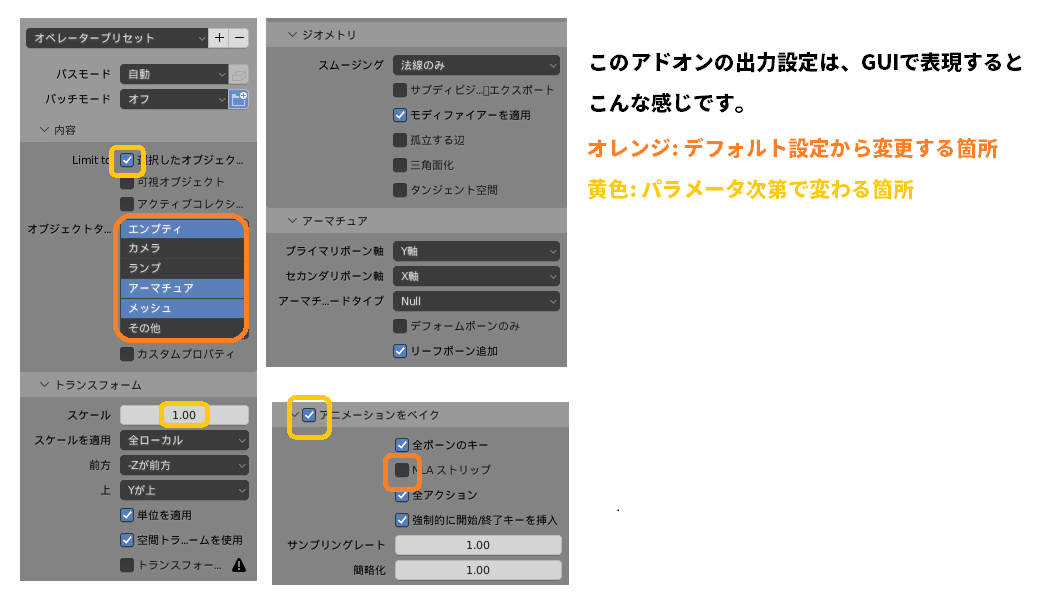 オペレータープリセット
パスモード 自動
バッチモード オフ
内容
Limit to 選択したオブジェク...
可視オブジェクト
アクティブコレクシ...
オブジェクトタ... エンプティ
カメラ
ランプ
アーマチュア
メッシュ
その他
カスタムプロパティ
トランスフォーム
スケール 1.00
スケールを適用 全ローカル
前方 -Zが前方
上 Yが上
単位を適用
空間トラ...ームを使用
トランスフォー...
ジオメトリ
スムージング 法線のみ
サブディビジ...▯エクスポート
モディファイアーを適用
孤立する辺
三角面化
タンジェント空間
アーマチュア
プライマリボーン軸 Y軸
セカンダリボーン軸 X軸
アーマチ...ードタイプ Null
デフォームボーンのみ
リーフボーン追加
アニメーションをベイク
全ボーンのキー
NLAストリップ
全アクション
強制的に開始/終了キーを挿入
サンプリングレート 1.00
簡略化 1.00
このアドオンの出力設定は、GUIで表現すると
こんな感じです。
オレンジ: デフォルト設定から変更する箇所
黄色: パラメータ次第で変わる箇所